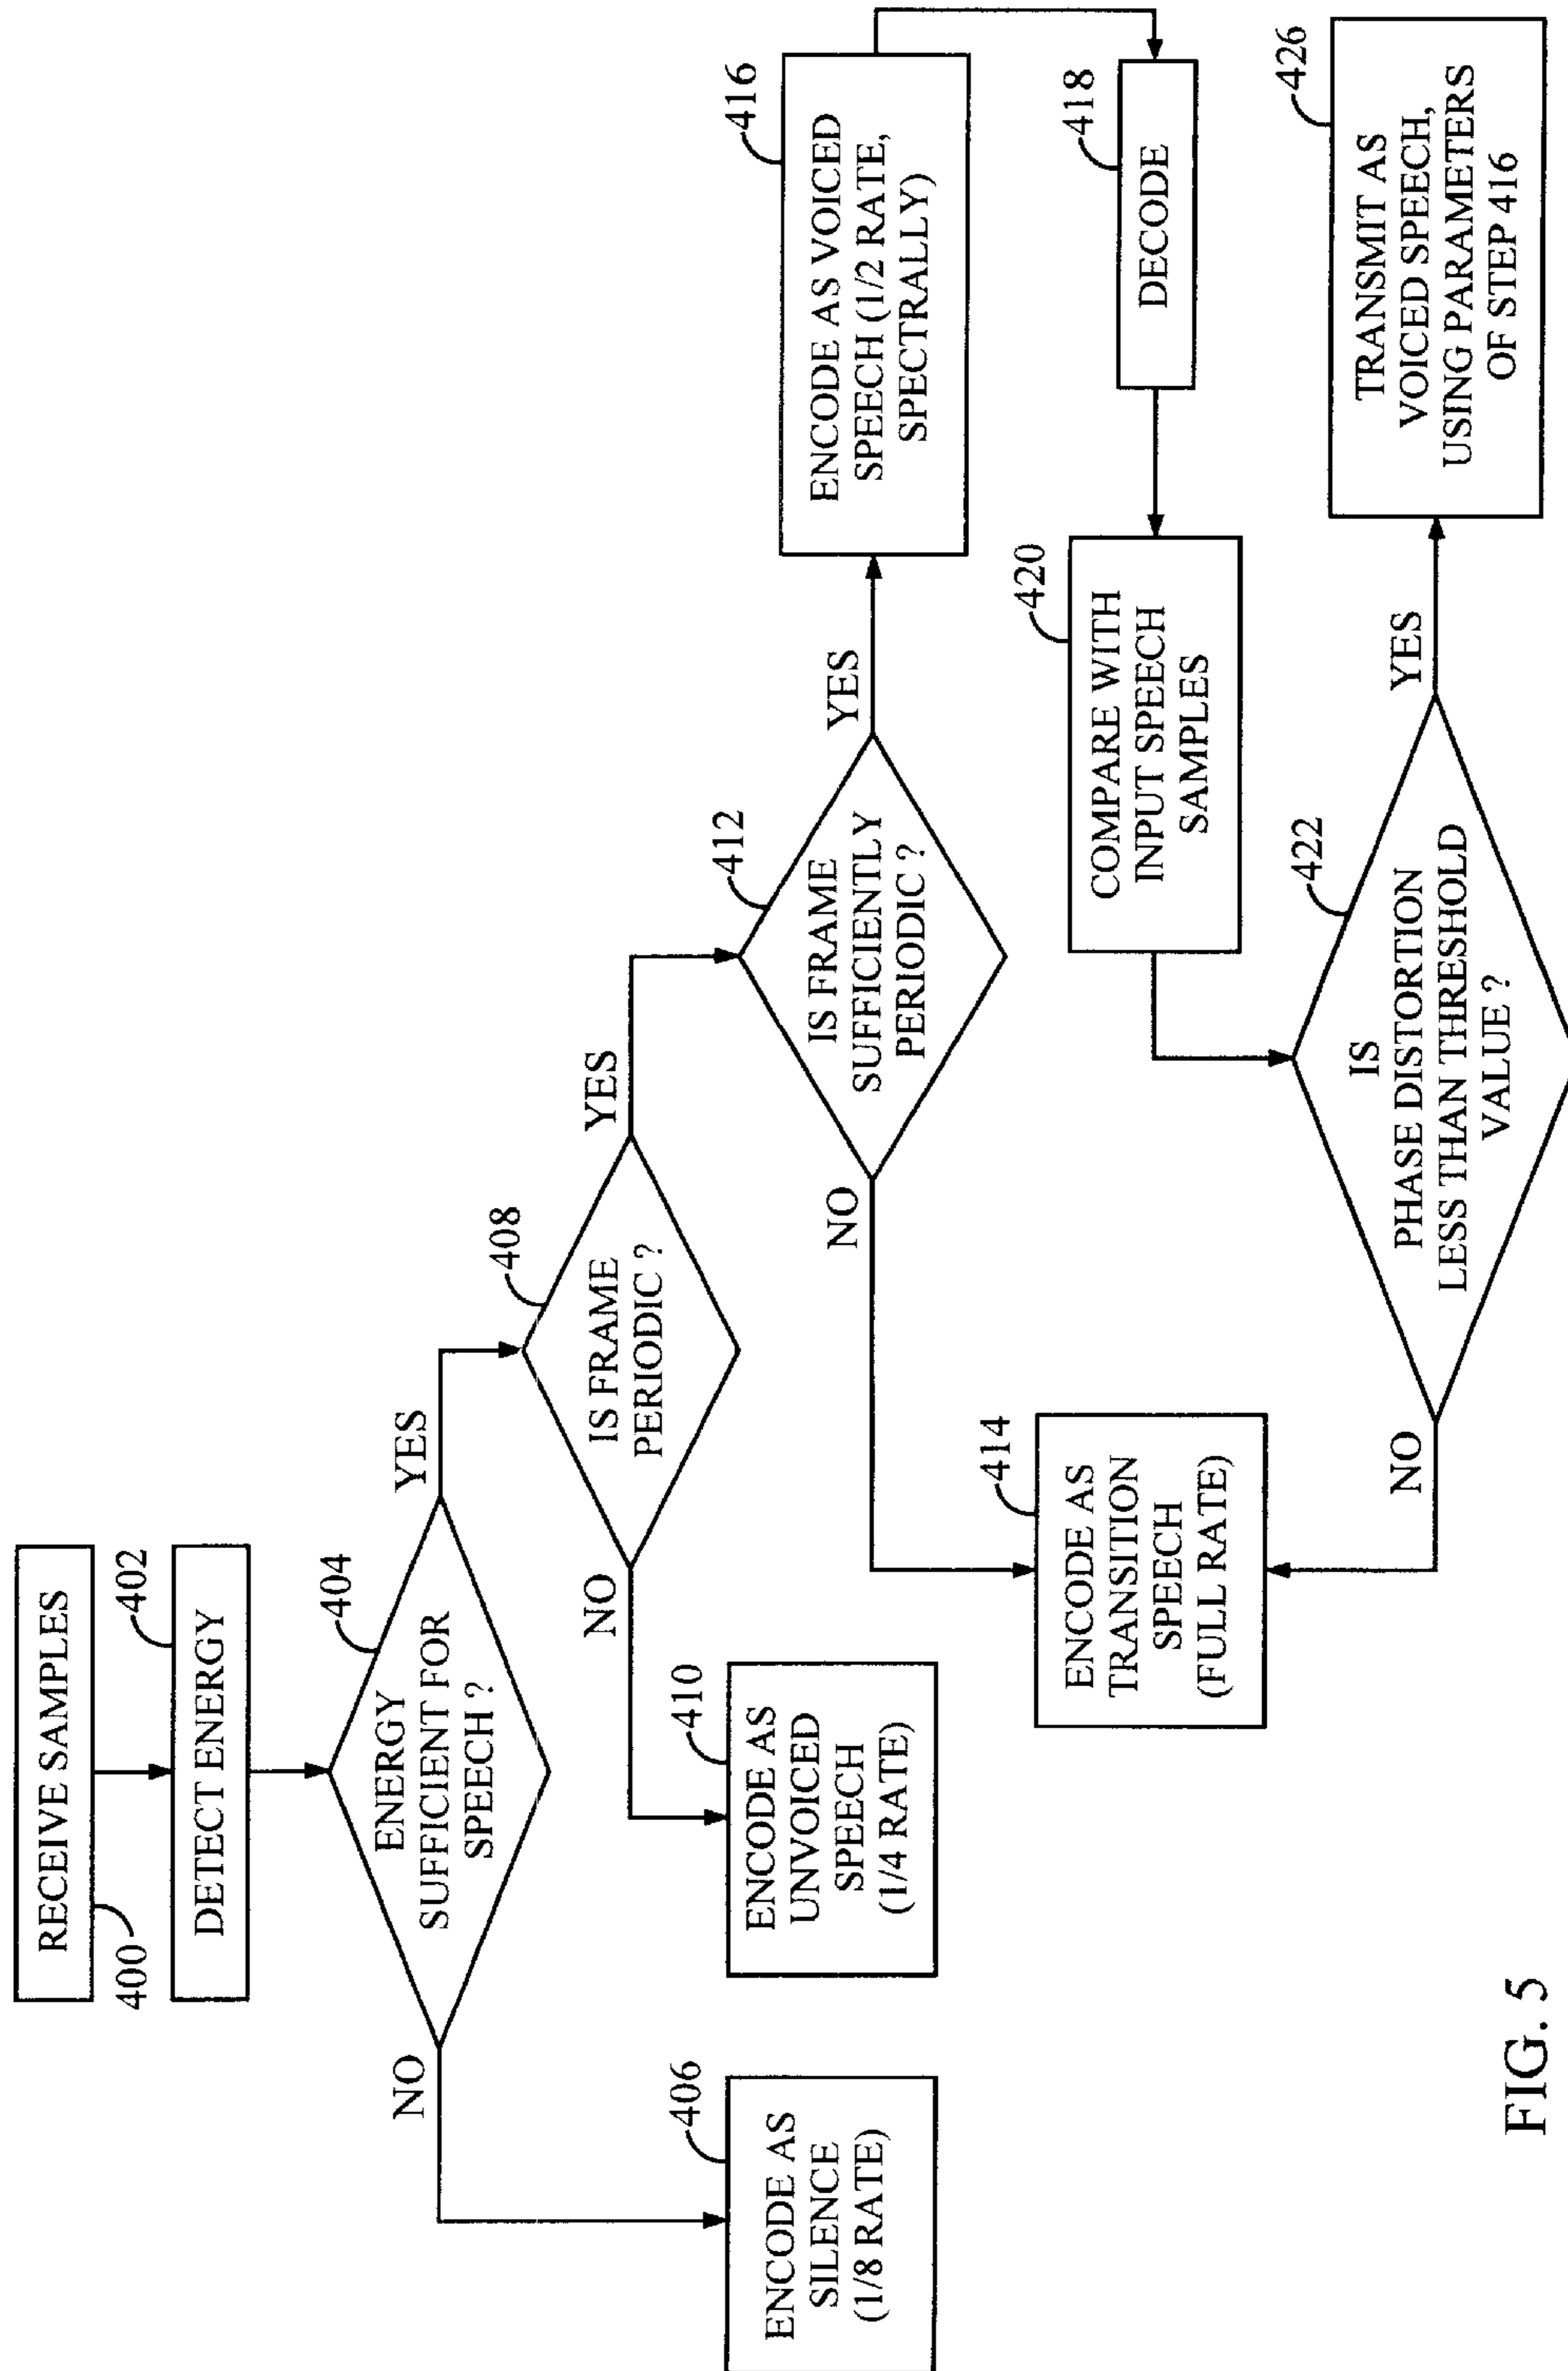 RECEIVE SAMPLES
400
DETECT ENERGY
402
ENERGY
SUFFICIENT FOR
SPEECH ?
404
NO
YES
ENCODE AS
SILENCE
(1/8 RATE)
406
IS FRAME
PERIODIC ?
408
NO
YES
ENCODE AS
UNVOICED
SPEECH
(1/4 RATE)
410
IS FRAME
SUFFICIENTLY
PERIODIC ?
412
NO
YES
ENCODE AS
TRANSITION
SPEECH
(FULL RATE)
414
ENCODE AS VOICED
SPEECH (1/2 RATE,
SPECTRALLY)
416
DECODE
418
COMPARE WITH
INPUT SPEECH
SAMPLES
420
IS
PHASE DISTORTION
LESS THAN THRESHOLD
VALUE ?
422
NO
YES
TRANSMIT AS
VOICED SPEECH,
USING PARAMETERS
OF STEP 416
426
FIG. 5